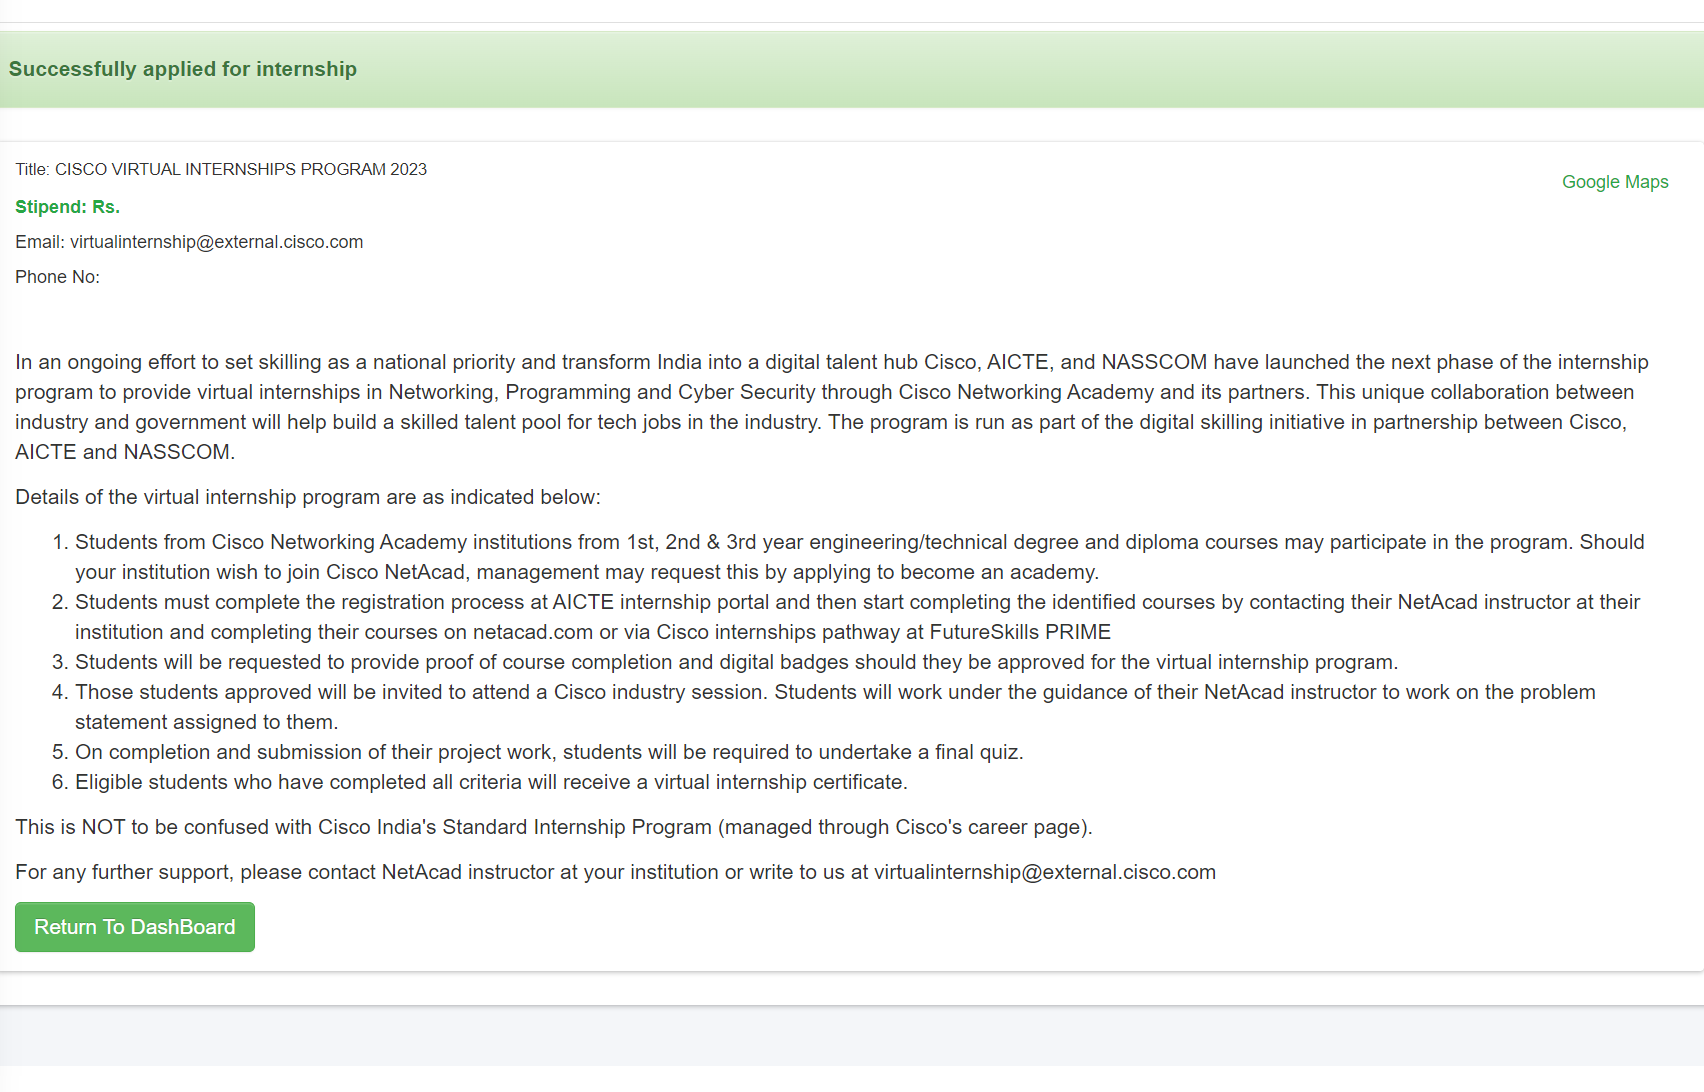 Successfully applied for internship
Title: CISCO VIRTUAL INTERNSHIPS PROGRAM 2023
Google Maps
Stipend: Rs.
Email: virtualinternship@external.cisco.com
Phone No:
In an ongoing effort to set skilling as a national priority and transform India into a digital talent hub Cisco, AICTE, and NASSCOM have launched the next phase of the internship
program to provide virtual internships in Networking, Programming and Cyber Security through Cisco Networking Academy and its partners. This unique collaboration between
industry and government will help build a skilled talent pool for tech jobs in the industry. The program is run as part of the digital skilling initiative in partnership between Cisco,
AICTE and NASSCOM.
Details of the virtual internship program are as indicated below:
1. Students from Cisco Networking Academy institutions from 1st, 2nd & 3rd year engineering/technical degree and diploma courses may participate in the program. Should
your institution wish to join Cisco NetAcad, management may request this by applying to become an academy.
2. Students must complete the registration process at AICTE internship portal and then start completing the identified courses by contacting their NetAcad instructor at their
institution and completing their courses on netacad.com or via Cisco internships pathway at FutureSkills PRIME
3. Students will be requested to provide proof of course completion and digital badges should they be approved for the virtual internship program.
4. Those students approved will be invited to attend a Cisco industry session. Students will work under the guidance of their NetAcad instructor to work on the problem
statement assigned to them.
5. On completion and submission of their project work, students will be required to undertake a final quiz.
6. Eligible students who have completed all criteria will receive a virtual internship certificate.
This is NOT to be confused with Cisco India's Standard Internship Program (managed through Cisco's career page).
For any further support, please contact NetAcad instructor at your institution or write to us at virtualinternship@external.cisco.com
Return To DashBoard